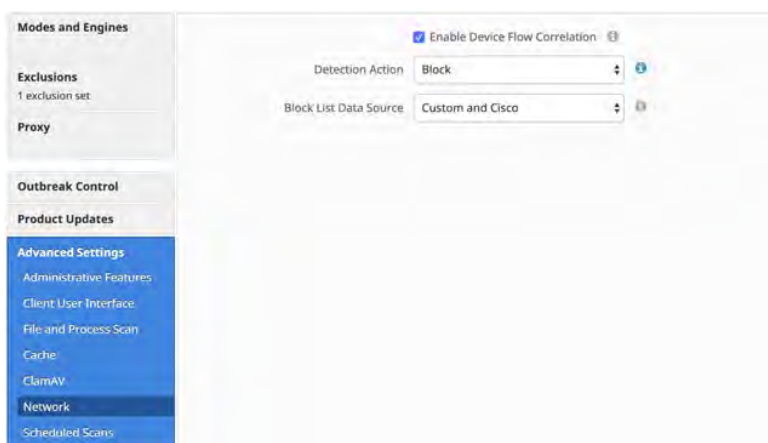 Modes and Engines
Enable Device Flow Correlation
Detection Action Block
Exclusions
1 exclusion set
Block List Data Source Custom and Cisco
Proxy
Outbreak Control
Product Updates
Advanced Settings
Administrative Features
Client User Interface
File and Process Scan
Cache
ClamAV
Network
Scheduled Scans